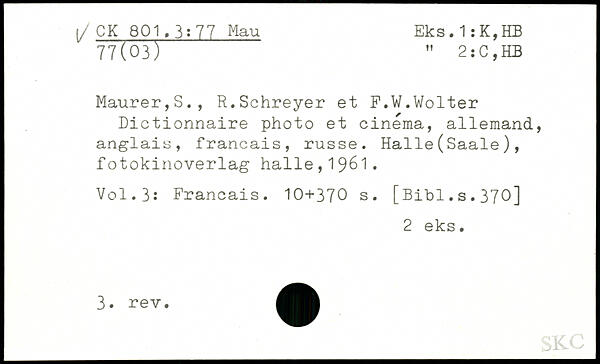 √ CK 801.3:77 Mau Eks.1:K,HB
77(03) " 2:C,HB
Maurer,S., R.Schreyer et F.W.Wolter
Dictionnaire photo et cinéma, allemand,
anglais, francais, russe. Halle(Saale),
fotokinoverlag halle,1961.
Vol.3: Francais. 10+370 s. [Bibl.s.370]
2 eks.
3. rev.
SKC